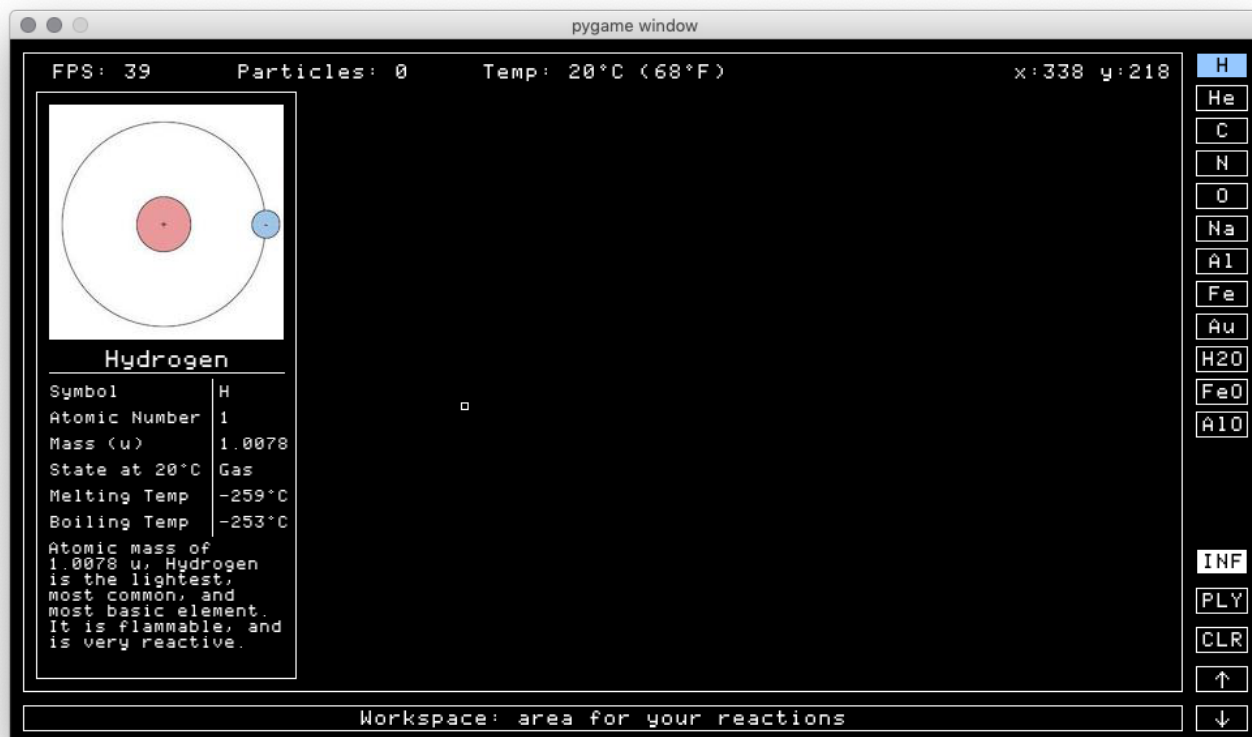 pygame window
FPS: 39 Particles: 0 Temp: 20°C (68°F) x:338 y:218
+
-
Hydrogen
Symbol H
Atomic Number 1
Mass (u) 1.0078
State at 20°C Gas
Melting Temp -259°C
Boiling Temp -253°C
Atomic mass of
1.0078 u, Hydrogen
is the lightest,
most common, and
most basic element.
It is flammable, and
is very reactive.
H
He
C
N
O
Na
Al
Fe
Au
H2O
FeO
AlO
INF
PLY
CLR
↑
↓
Workspace: area for your reactions